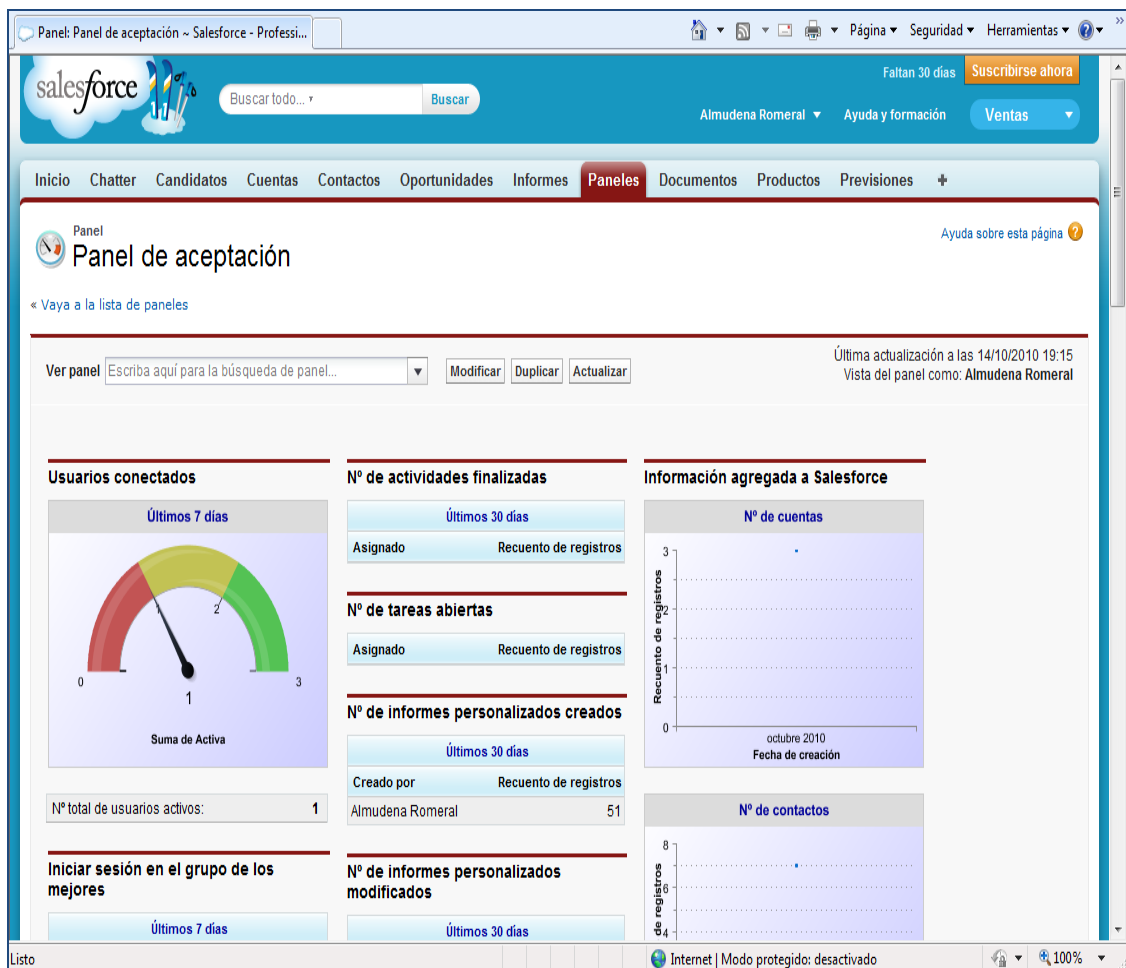 Panel: Panel de aceptación ~ Salesforce - Professi...
Página
Seguridad
Herramientas
»
salesforce
Buscar todo...
Buscar
Faltan 30 días
Suscribirse ahora
Almudena Romeral
Ayuda y formación
Ventas
Inicio
Chatter
Candidatos
Cuentas
Contactos
Oportunidades
Informes
Paneles
Documentos
Productos
Previsiones
+
Panel
Panel de aceptación
Ayuda sobre esta página ?
« Vaya a la lista de paneles
Ver panel
Escriba aquí para la búsqueda de panel...
Modificar
Duplicar
Actualizar
Última actualización a las 14/10/2010 19:15
Vista del panel como: Almudena Romeral
Usuarios conectados
Últimos 7 días
0
1
2
3
1
Suma de Activa
Nº total de usuarios activos: 1
Iniciar sesión en el grupo de los
mejores
Últimos 7 días
Nº de actividades finalizadas
Últimos 30 días
Asignado Recuento de registros
Nº de tareas abiertas
Asignado Recuento de registros
Nº de informes personalizados creados
Últimos 30 días
Creado por Recuento de registros
Almudena Romeral 51
Nº de informes personalizados
modificados
Últimos 30 días
Información agregada a Salesforce
Nº de cuentas
Recuento de registros
3
2
1
0
octubre 2010
Fecha de creación
Nº de contactos
de registros
8
6
4
Listo
Internet | Modo protegido: desactivado
100%